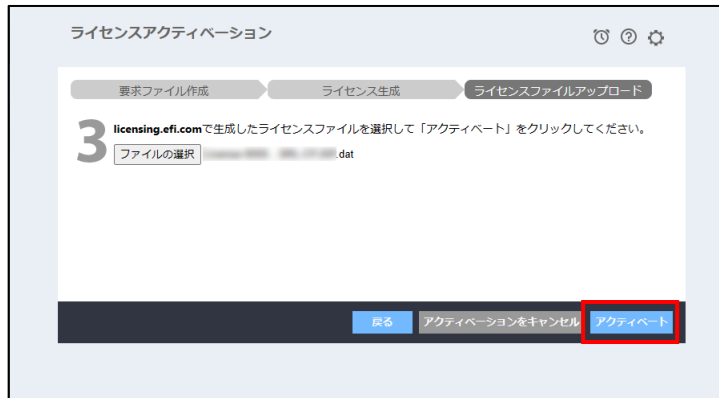 ライセンスアクティベーション
要求ファイル作成 ライセンス生成 ライセンスファイルアップロード
3 licensing.efi.comで生成したライセンスファイルを選択して「アクティベート」をクリックしてください。
ファイルの選択 .dat
戻る アクティベーションをキャンセル アクティベート